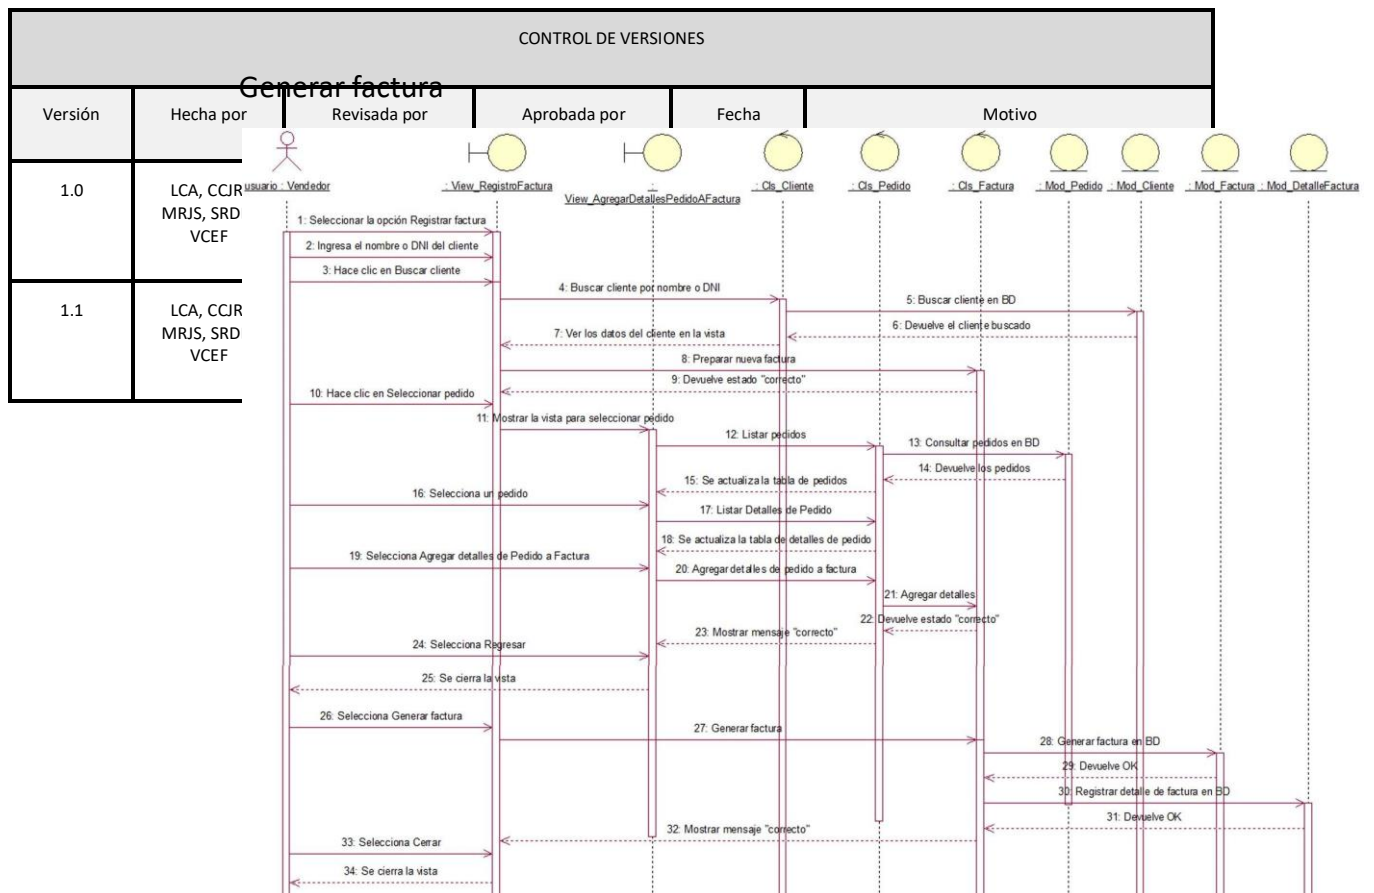 CONTROL DE VERSIONES
Generar factura
Versión
Hecha por
Revisada por
Aprobada por
Fecha
Motivo
1.0
LCA, CCJR
MRJS, SRD
VCEF
1.1
LCA, CCJR
MRJS, SRD
VCEF
usuario : Vendedor
: View_RegistroFactura
:
View_AgregarDetallesPedidoAFactura
: Cls_Cliente
: Cls_Pedido
: Cls_Factura
: Mod_Pedido
: Mod_Cliente
: Mod_Factura
: Mod_DetalleFactura
1: Seleccionar la opción Registrar factura
2: Ingresa el nombre o DNI del cliente
3: Hace clic en Buscar cliente
4: Buscar cliente por nombre o DNI
5: Buscar cliente en BD
6: Devuelve el cliente buscado
7: Ver los datos del cliente en la vista
8: Preparar nueva factura
9: Devuelve estado "correcto"
10: Hace clic en Seleccionar pedido
11: Mostrar la vista para seleccionar pedido
12: Listar pedidos
13: Consultar pedidos en BD
14: Devuelve los pedidos
15: Se actualiza la tabla de pedidos
16: Selecciona un pedido
17: Listar Detalles de Pedido
18: Se actualiza la tabla de detalles de pedido
19: Selecciona Agregar detalles de Pedido a Factura
20: Agregar detalles de pedido a factura
21: Agregar detalles
22: Devuelve estado "correcto"
23: Mostrar mensaje "correcto"
24: Selecciona Regresar
25: Se cierra la vista
26: Selecciona Generar factura
27: Generar factura
28: Generar factura en BD
29: Devuelve OK
30: Registrar detalle de factura en BD
31: Devuelve OK
32: Mostrar mensaje "correcto"
33: Selecciona Cerrar
34: Se cierra la vista